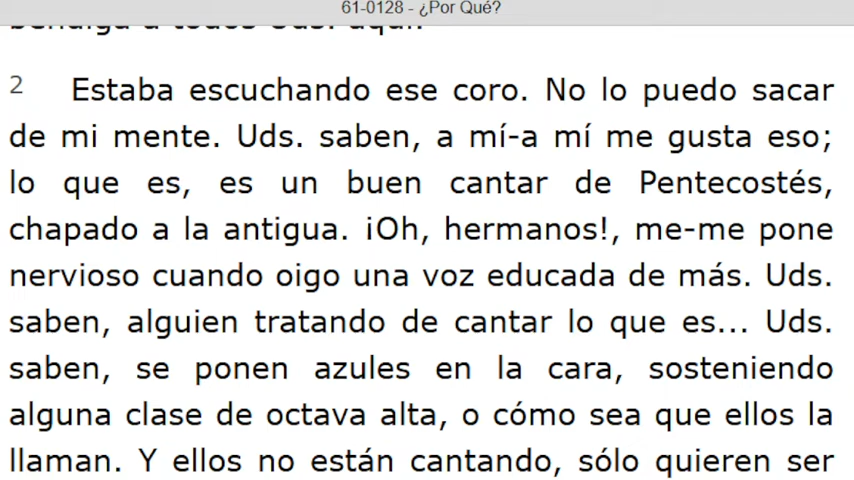 61-0128 - ¿Por Qué?
bendiga a todos Uds. aquí.
2 Estaba escuchando ese coro. No lo puedo sacar
de mi mente. Uds. saben, a mí-a mí me gusta eso;
lo que es, es un buen cantar de Pentecostés,
chapado a la antigua. ¡Oh, hermanos!, me-me pone
nervioso cuando oigo una voz educada de más. Uds.
saben, alguien tratando de cantar lo que es... Uds.
saben, se ponen azules en la cara, sosteniendo
alguna clase de octava alta, o cómo sea que ellos la
llaman. Y ellos no están cantando, sólo quieren ser